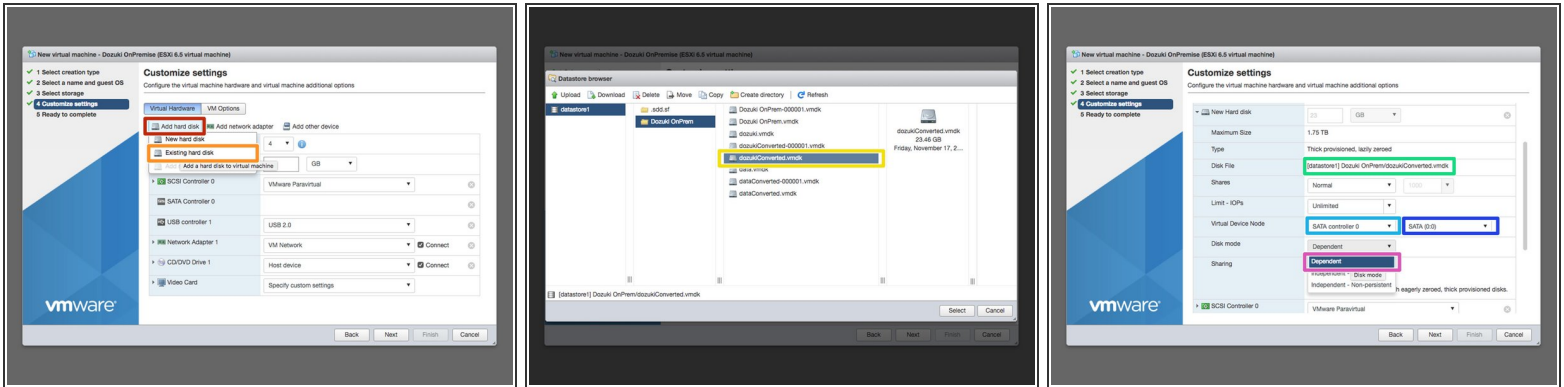 New virtual machine - Dozuki OnPremise (ESXi 6.5 virtual machine)
1 Select creation type
2 Select a name and guest OS
3 Select storage
4 Customize settings
5 Ready to complete
Customize settings
Configure the virtual machine hardware and virtual machine additional options
Virtual Hardware VM Options
Add hard disk Add network adapter Add other device
New hard disk
4
Existing hard disk
Add a hard disk to virtual machine
GB
SCSI Controller 0 VMware Paravirtual
SATA Controller 0
USB controller 1 USB 2.0
Network Adapter 1 VM Network Connect
CD/DVD Drive 1 Host device Connect
Video Card Specify custom settings
vmware
Back Next Finish Cancel
New virtual machine - Dozuki OnPremise (ESXi 6.5 virtual machine)
Datastore browser
Upload Download Delete Move Copy Create directory Refresh
datastore1
.sdd.sf
Dozuki OnPrem
Dozuki OnPrem-000001.vmdk
Dozuki OnPrem.vmdk
dozuki.vmdk
dozukiConverted-000001.vmdk
dozukiConverted.vmdk
data.vmdk
dataConverted-000001.vmdk
dataConverted.vmdk
dozukiConverted.vmdk
23.46 GB
Friday, November 17, 2...
[datastore1] Dozuki OnPrem/dozukiConverted.vmdk
Select Cancel
Back Next Finish Cancel
New virtual machine - Dozuki OnPremise (ESXi 6.5 virtual machine)
1 Select creation type
2 Select a name and guest OS
3 Select storage
4 Customize settings
5 Ready to complete
Customize settings
Configure the virtual machine hardware and virtual machine additional options
New Hard disk 23 GB
Maximum Size 1.75 TB
Type Thick provisioned, lazily zeroed
Disk File [datastore1] Dozuki OnPrem/dozukiConverted.vmdk
Shares Normal 1000
Limit - IOPs Unlimited
Virtual Device Node SATA controller 0 SATA (0:0)
Disk mode Dependent
Dependent
Sharing
Independent - Disk mode
Independent - Non-persistent
h eagerly zeroed, thick provisioned disks.
SCSI Controller 0 VMware Paravirtual
vmware
Back Next Finish Cancel